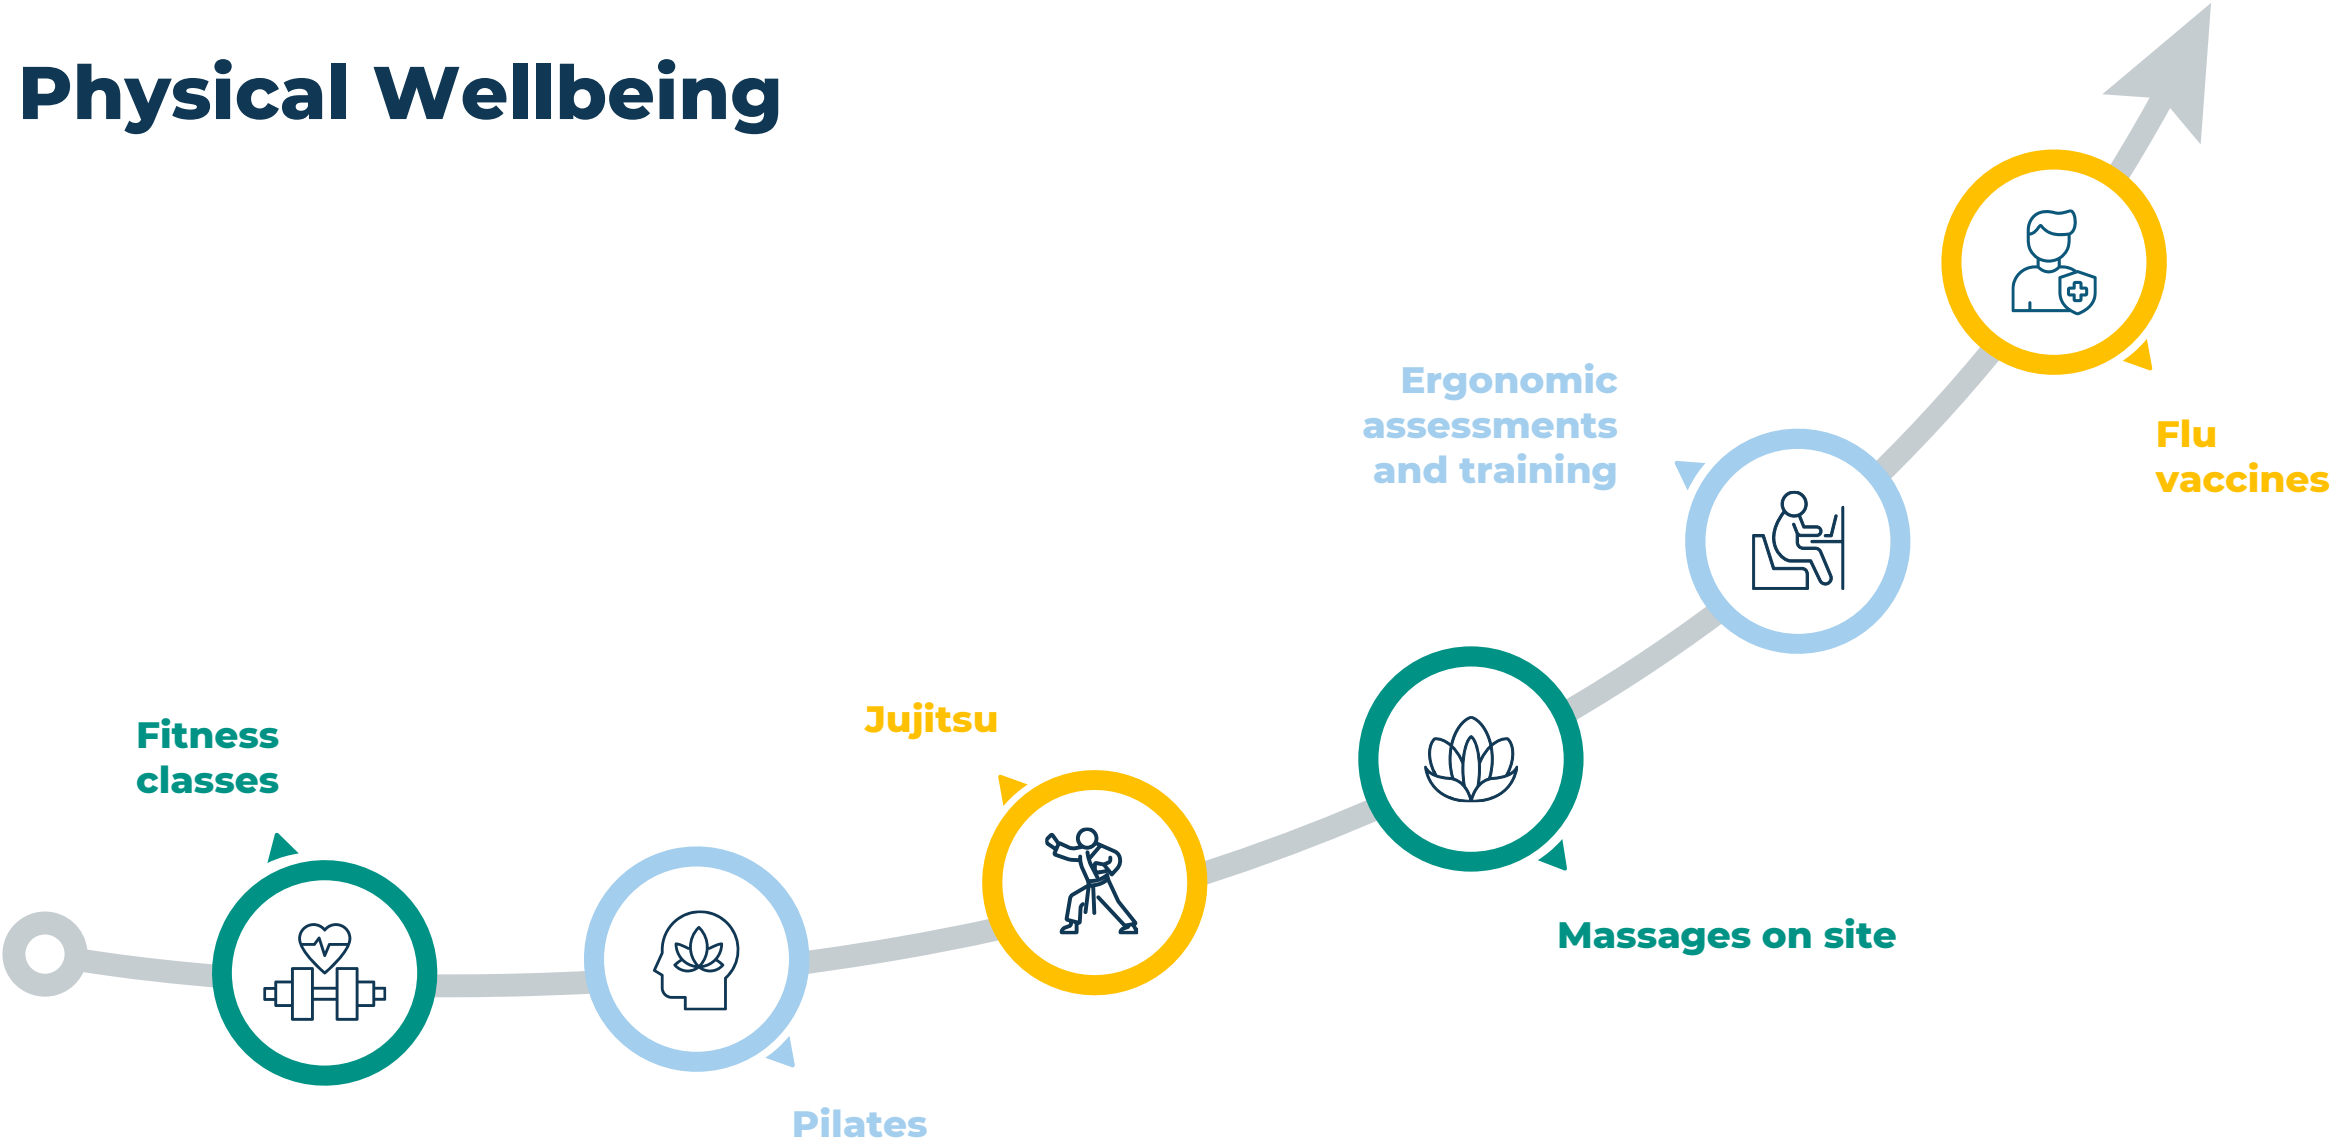 Physical Wellbeing
Fitness
classes
Pilates
Jujitsu
Massages on site
Ergonomic
assessments
and training
Flu
vaccines